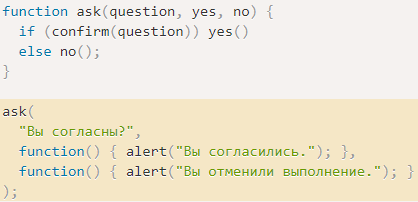 function ask(question, yes, no) {
  if (confirm(question)) yes()
  else no();
}
ask(
  "Вы согласны?",
  function() { alert("Вы согласились."); },
  function() { alert("Вы отменили выполнение."); }
);